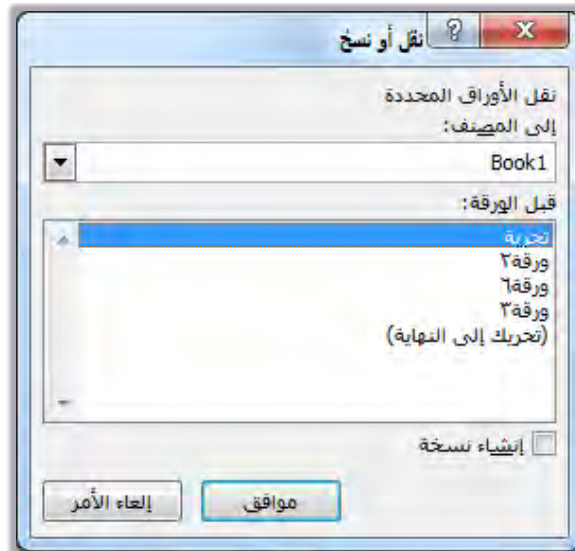 نقل أو نسخ
نقل الأوراق المحددة
إلى المصنف:
Book1
قبل الورقة:
تجربة
ورقة٢
ورقة٦
ورقة٣
(تحريك إلى النهاية)
إنشاء نسخة
موافق
إلغاء الأمر